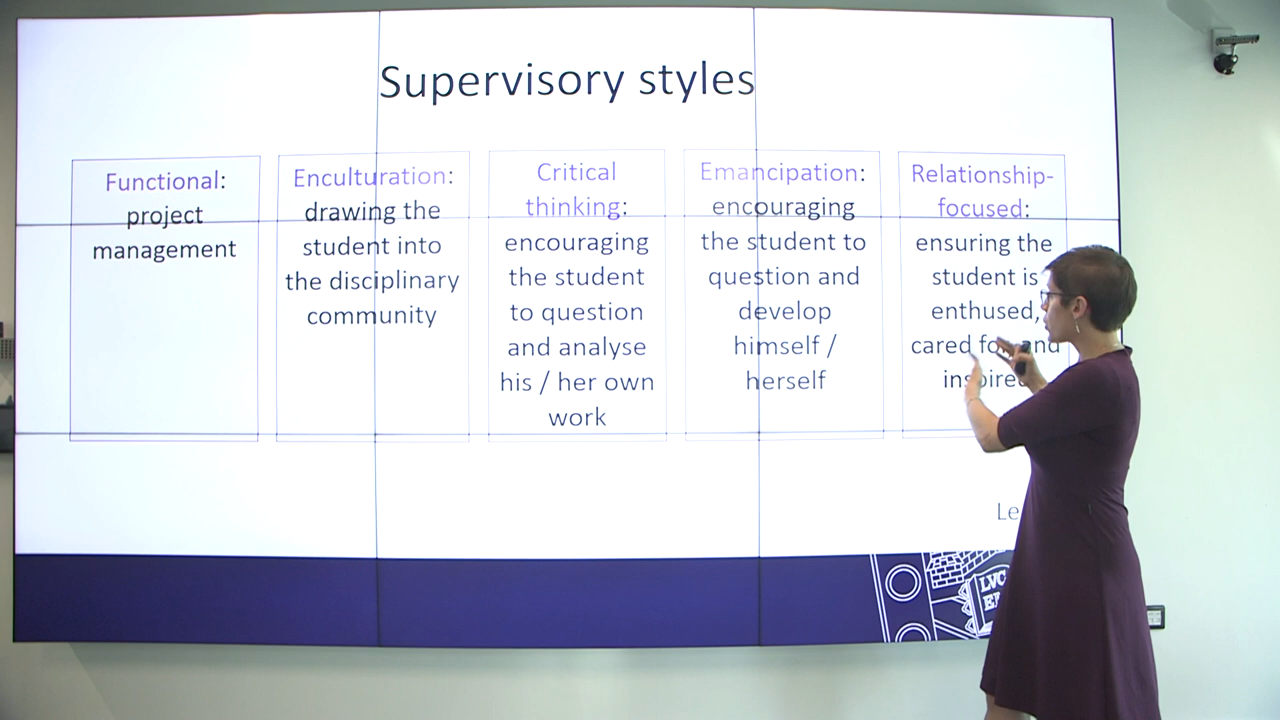 Supervisory styles
Functional:
project
management
Enculturation:
drawing the
student into
the disciplinary
community
Critical
thinking:
encouraging
the student
to question
and analyse
his / her own
work
Emancipation:
encouraging
the student to
question and
develop
himself /
herself
Relationship-
focused:
ensuring the
student is
enthused,
cared for and
inspired
Le
LVC